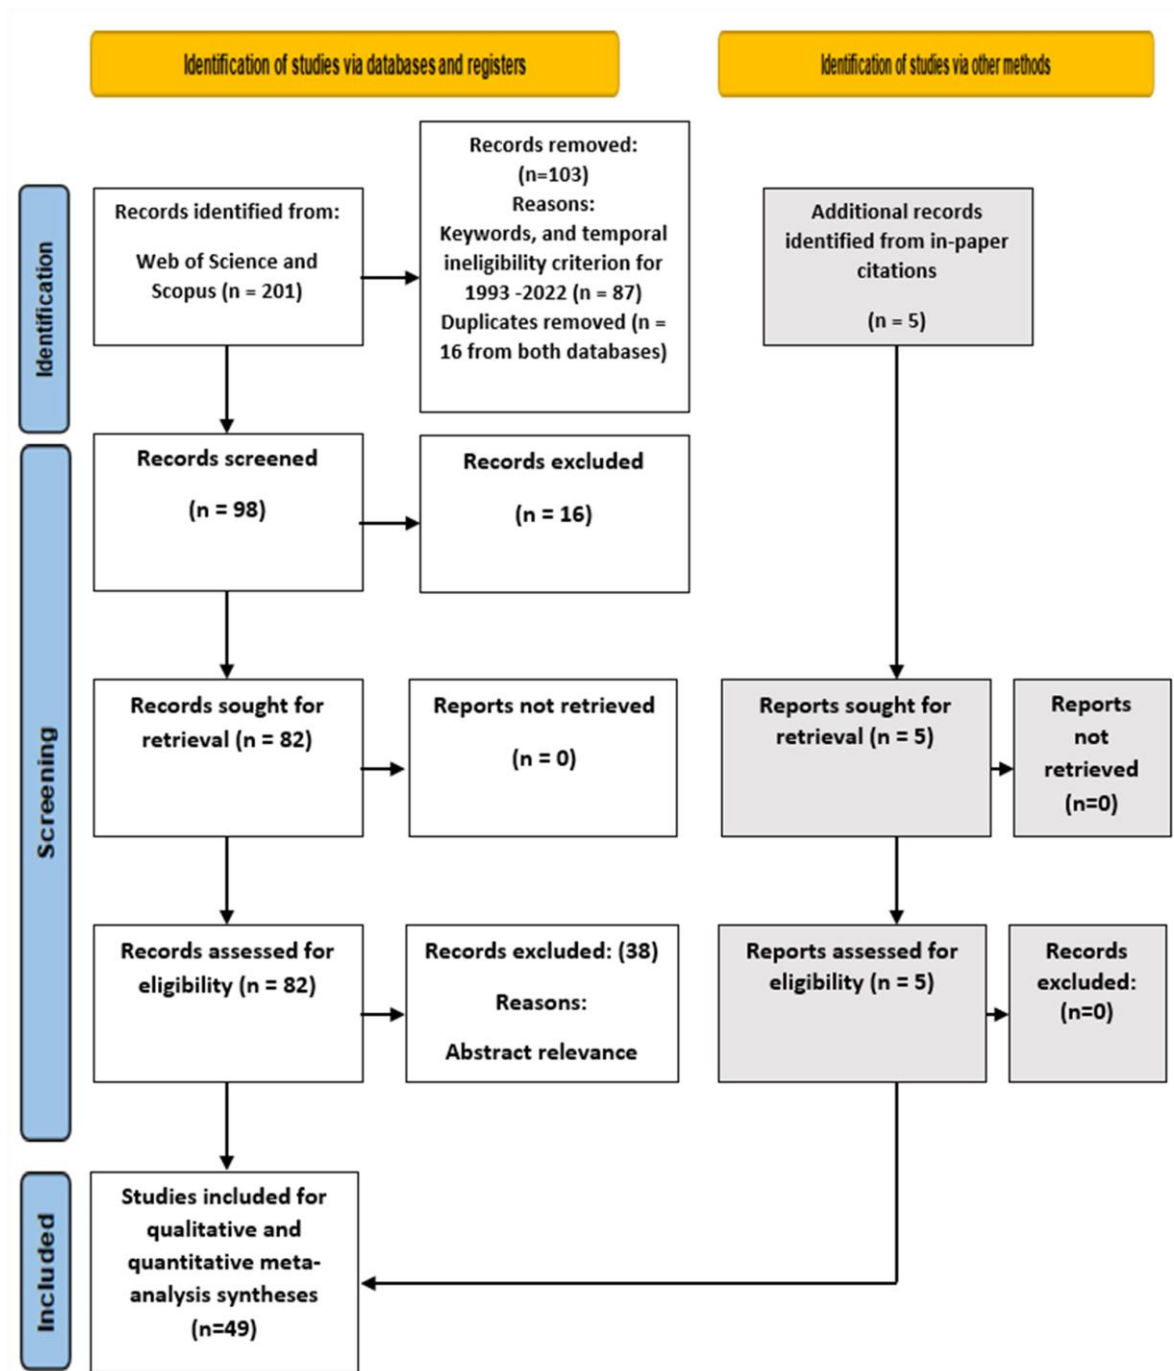 Identification of studies via databases and registers
Identification of studies via other methods
Identification
Records identified from:
Web of Science and
Scopus (n = 201)
Records removed:
(n=103)
Reasons:
Keywords, and temporal
ineligibility criterion for
1993 -2022 (n = 87)
Duplicates removed (n =
16 from both databases)
Additional records
identified from in-paper
citations
(n = 5)
Screening
Records screened
(n = 98)
Records excluded
(n = 16)
Records sought for
retrieval (n = 82)
Reports not retrieved
(n = 0)
Reports sought for
retrieval (n = 5)
Reports
not
retrieved
(n=0)
Records assessed for
eligibility (n = 82)
Records excluded: (38)
Reasons:
Abstract relevance
Reports assessed for
eligibility (n = 5)
Records
excluded:
(n=0)
Included
Studies included for
qualitative and
quantitative meta-
analysis syntheses
(n=49)